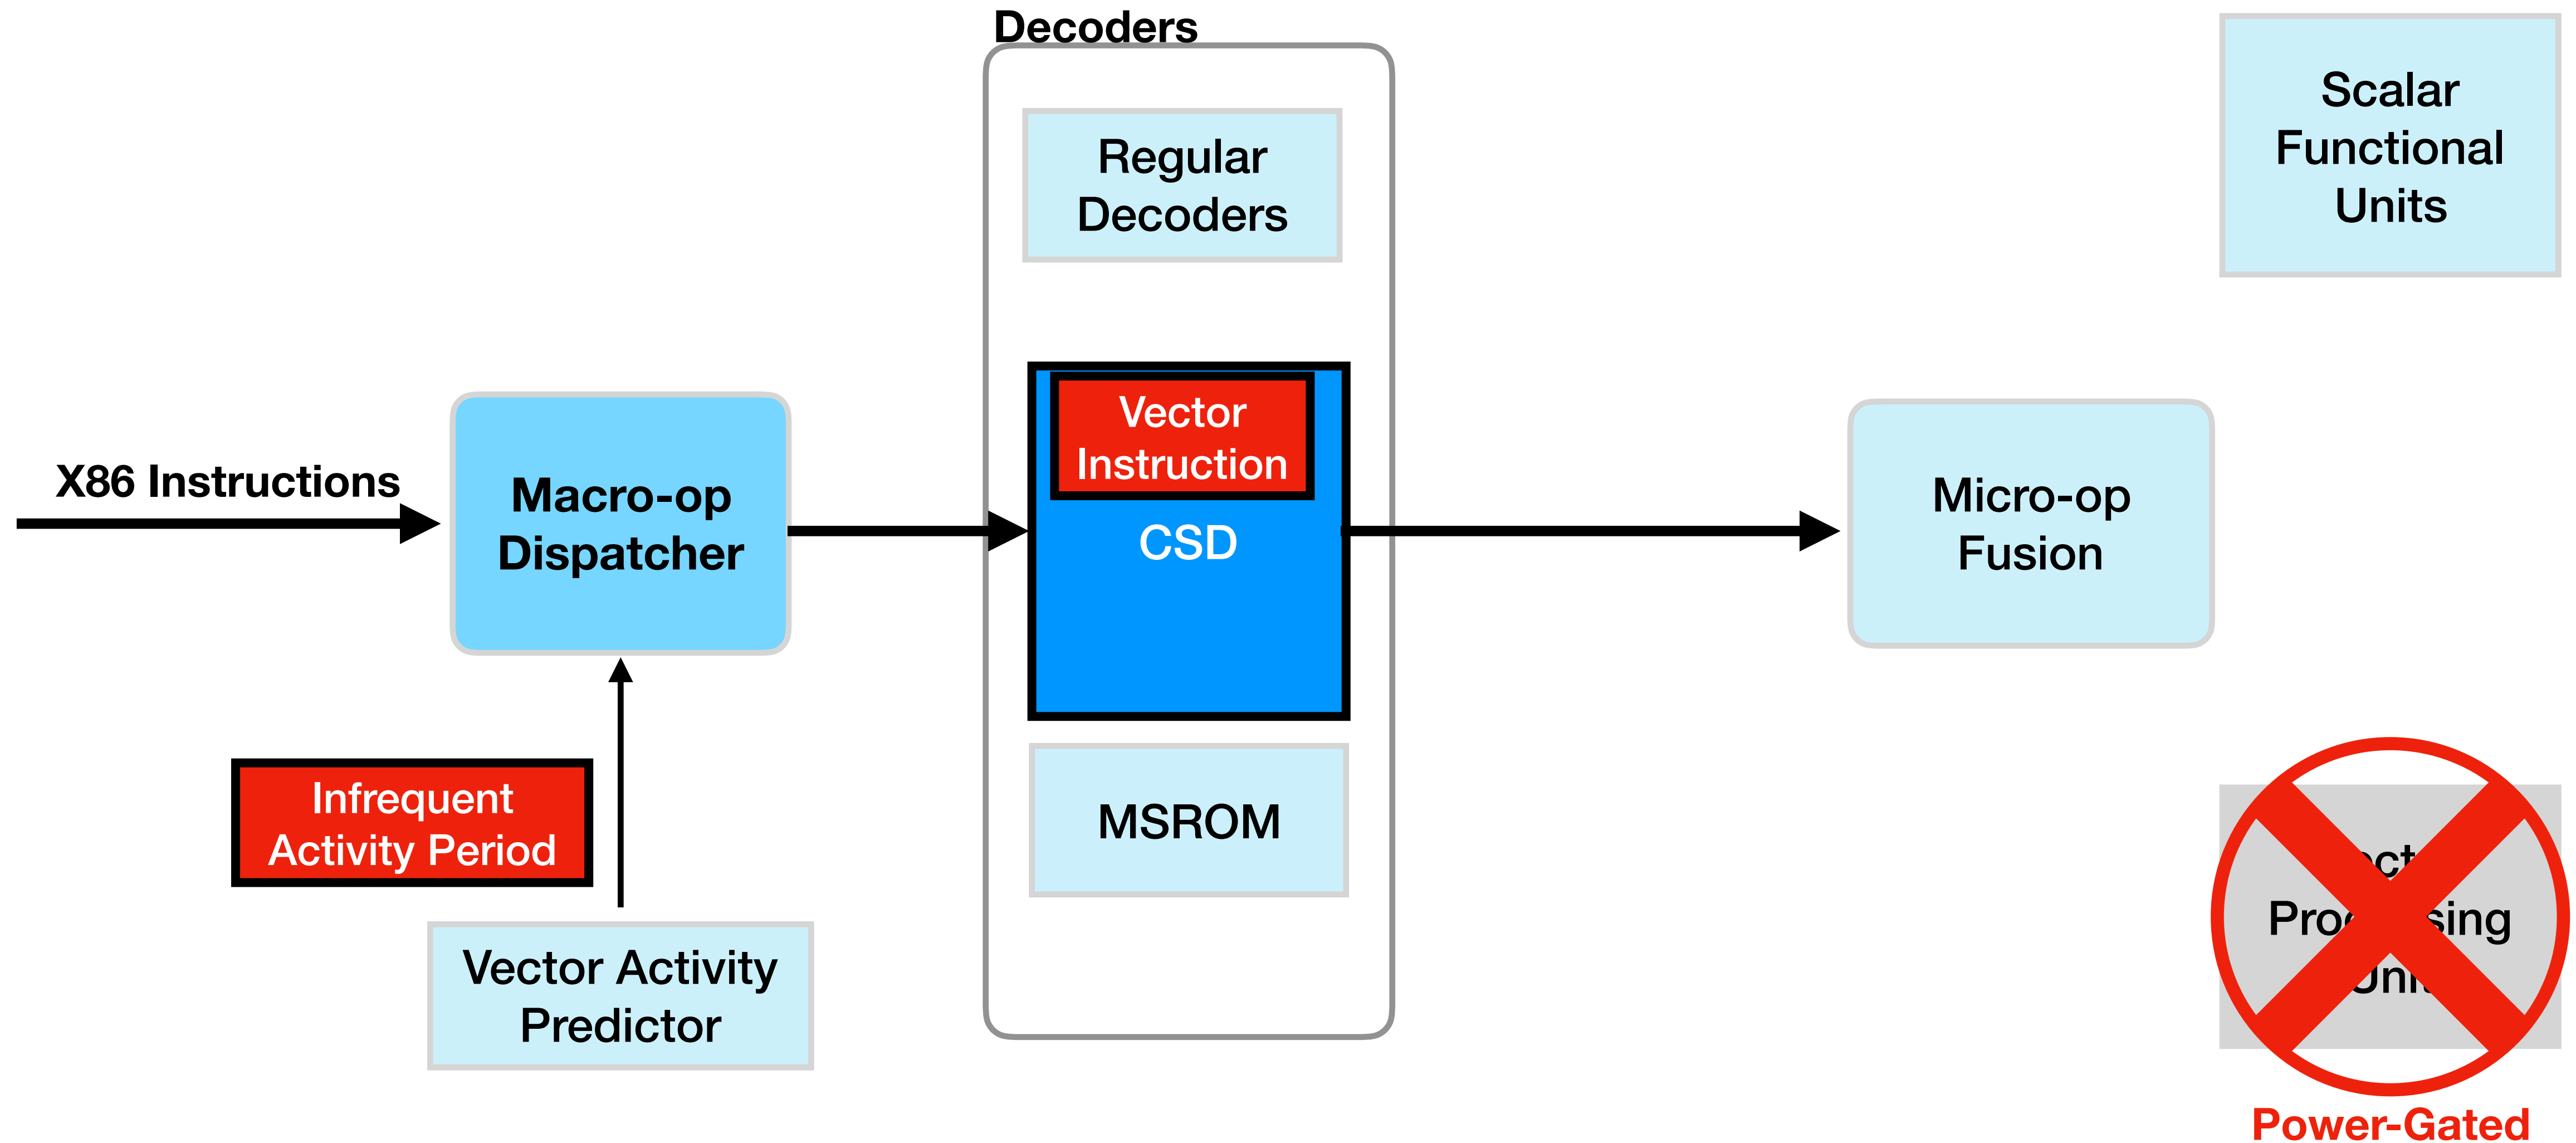 Decoders
Scalar
Functional
Units
Regular
Decoders
Vector
Instruction
CSD
X86 Instructions
Macro-op
Dispatcher
Micro-op
Fusion
Infrequent
Activity Period
MSROM
Vector Activity
Predictor
Power-Gated